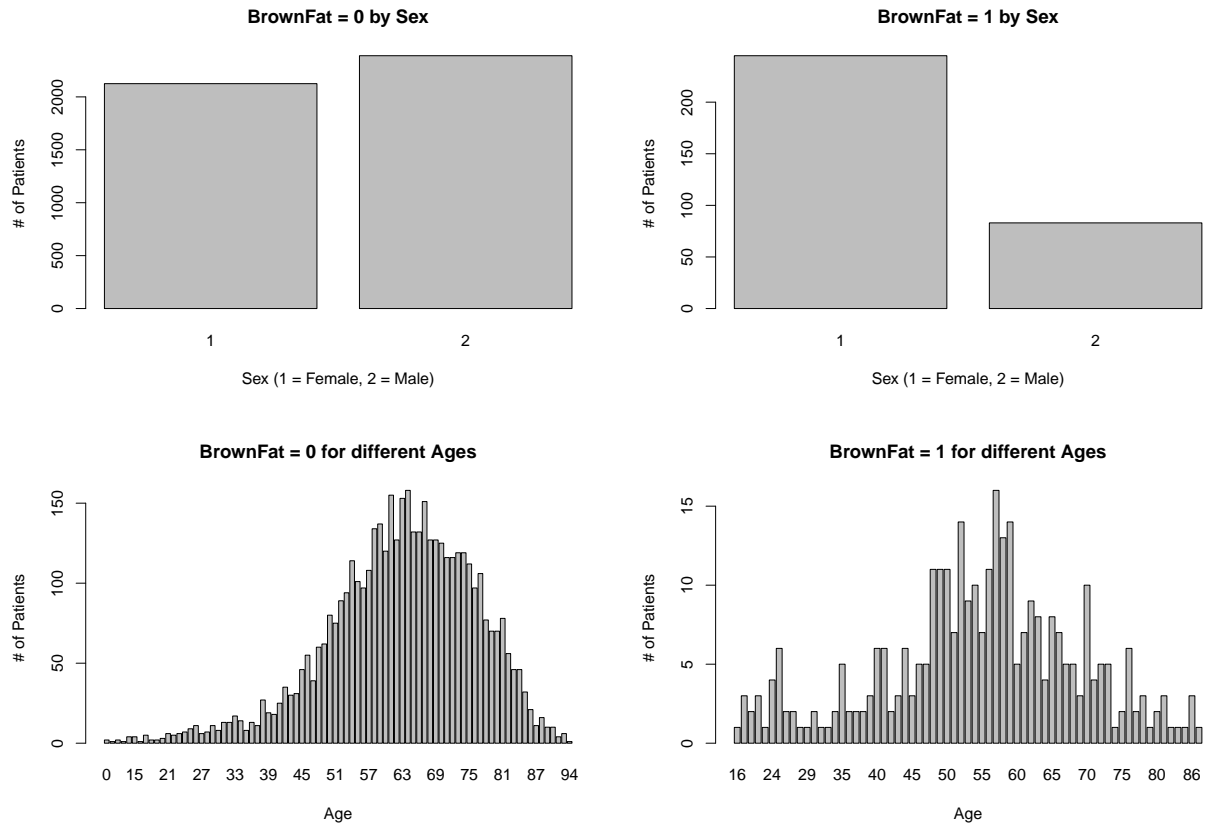 BrownFat = 0 by Sex
# of Patients
0
500
1000
1500
2000
1
2
Sex (1 = Female, 2 = Male)
BrownFat = 1 by Sex
# of Patients
0
50
100
150
200
1
2
Sex (1 = Female, 2 = Male)
BrownFat = 0 for different Ages
# of Patients
0
50
100
150
0 15 21 27 33 39 45 51 57 63 69 75 81 87 94
Age
BrownFat = 1 for different Ages
# of Patients
0
5
10
15
16 24 29 35 40 45 50 55 60 65 70 75 80 86
Age